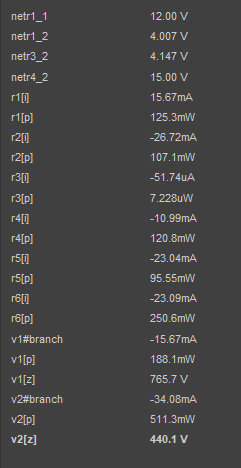 netr1_1 12.00 V
netr1_2 4.007 V
netr3_2 4.147 V
netr4_2 15.00 V
r1[i] 15.67mA
r1[p] 125.3mW
r2[i] -26.72mA
r2[p] 107.1mW
r3[i] -51.74uA
r3[p] 7.228uW
r4[i] -10.99mA
r4[p] 120.8mW
r5[i] -23.04mA
r5[p] 95.55mW
r6[i] -23.09mA
r6[p] 250.6mW
v1#branch -15.67mA
v1[p] 188.1mW
v1[z] 765.7 V
v2#branch -34.08mA
v2[p] 511.3mW
v2[z] 440.1 V